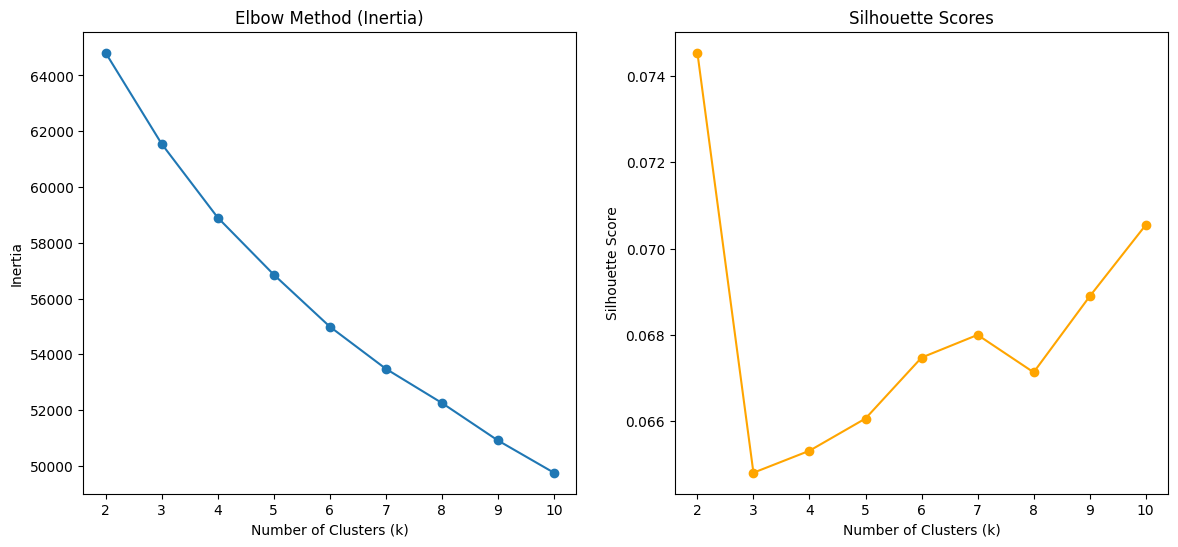 Elbow Method (Inertia)
Inertia
64000
62000
60000
58000
56000
54000
52000
50000
2 3 4 5 6 7 8 9 10
Number of Clusters (k)
Silhouette Scores
Silhouette Score
0.074
0.072
0.070
0.068
0.066
2 3 4 5 6 7 8 9 10
Number of Clusters (k)